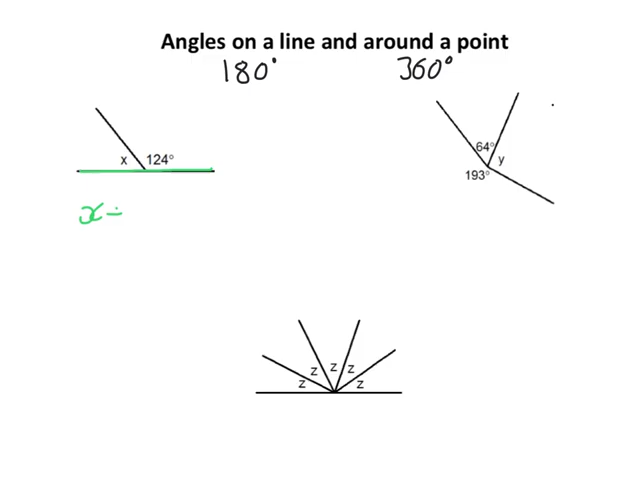 Angles on a line and around a point
180° 360°
x 124°
64°
y
193°
x =
z z z z z